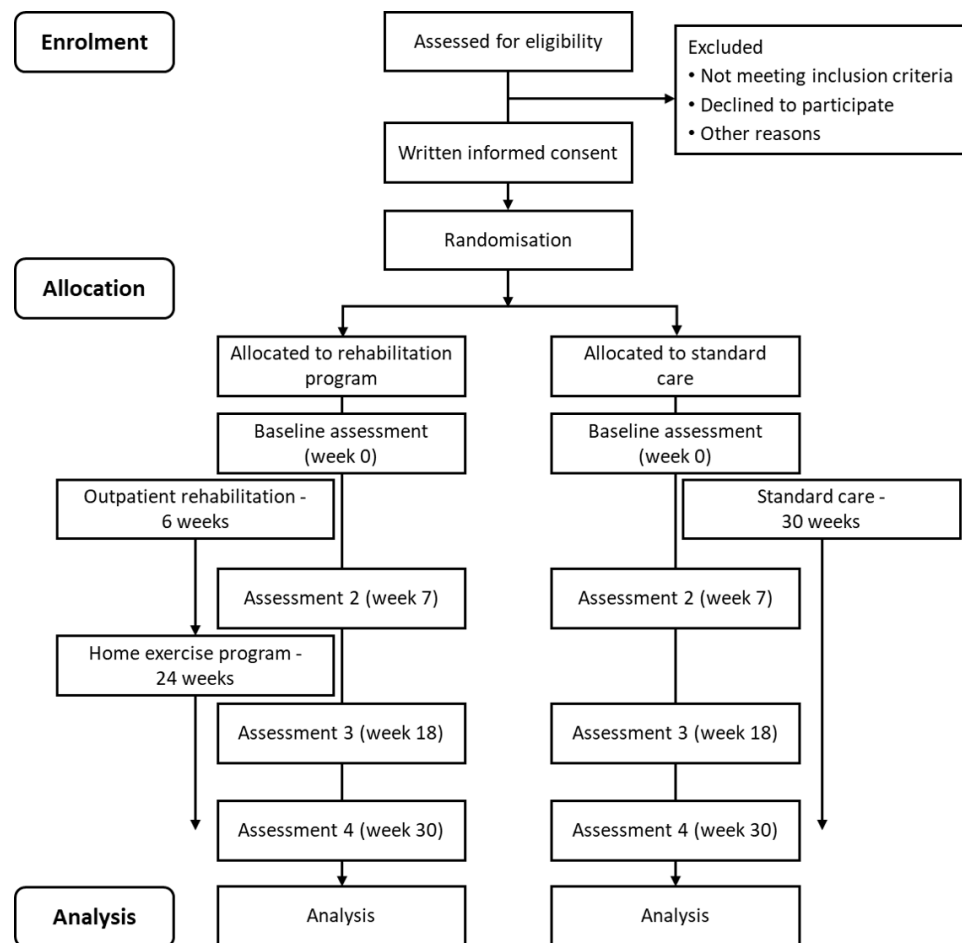 Enrolment
Assessed for eligibility
Excluded
• Not meeting inclusion criteria
• Declined to participate
• Other reasons
Written informed consent
Randomisation
Allocation
Allocated to rehabilitation
program
Allocated to standard
care
Baseline assessment
(week 0)
Baseline assessment
(week 0)
Outpatient rehabilitation -
6 weeks
Standard care -
30 weeks
Assessment 2 (week 7)
Assessment 2 (week 7)
Home exercise program -
24 weeks
Assessment 3 (week 18)
Assessment 3 (week 18)
Assessment 4 (week 30)
Assessment 4 (week 30)
Analysis
Analysis
Analysis